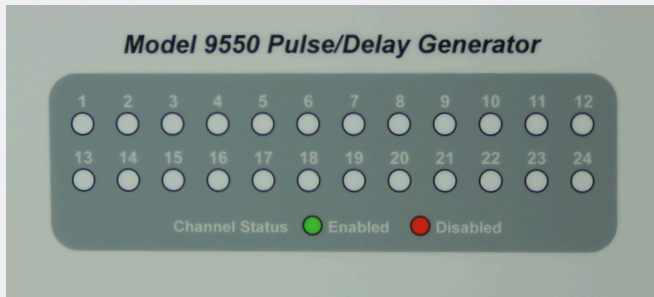 Model 9550 Pulse/Delay Generator
1 2 3 4 5 6 7 8 9 10 11 12
13 14 15 16 17 18 19 20 21 22 23 24
Channel Status Enabled Disabled